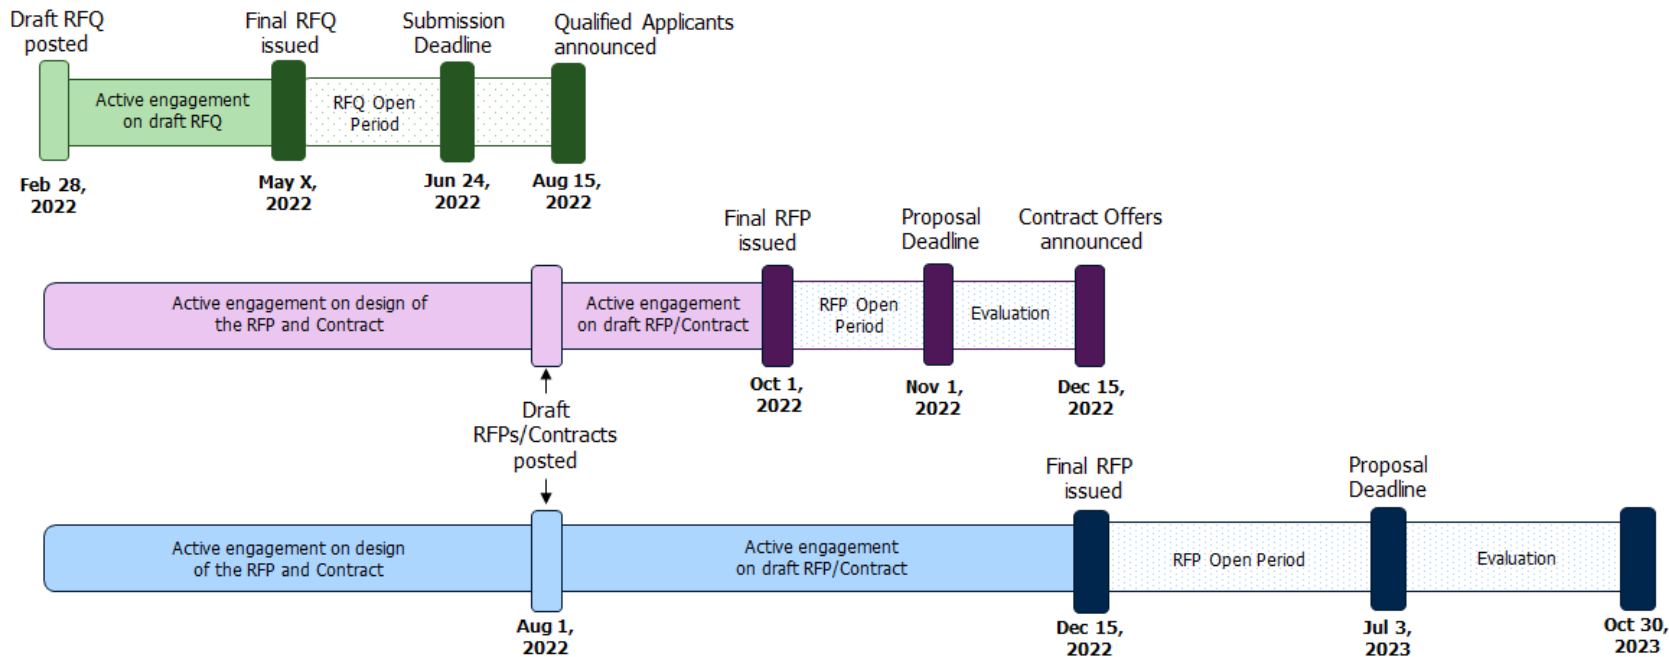 Draft RFQ
posted
Final RFQ
issued
Submission
Deadline
Qualified Applicants
announced
Active engagement
on draft RFQ
RFQ Open
Period
Feb 28,
2022
May X,
2022
Jun 24,
2022
Aug 15,
2022
Final RFP
issued
Proposal
Deadline
Contract Offers
announced
Active engagement on design of
the RFP and Contract
Active engagement
on draft RFP/Contract
RFP Open
Period
Evaluation
Oct 1,
2022
Nov 1,
2022
Dec 15,
2022
Draft
RFPs/Contracts
posted
Final RFP
issued
Proposal
Deadline
Active engagement on design
of the RFP and Contract
Active engagement
on draft RFP/Contract
RFP Open Period
Evaluation
Aug 1,
2022
Dec 15,
2022
Jul 3,
2023
Oct 30,
2023